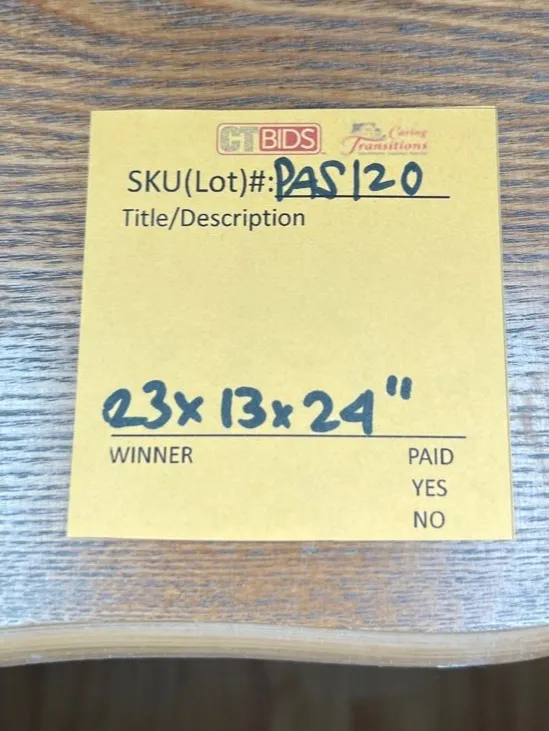 CTBIDS
Caring
Transitions
SKU(Lot)#:PAS120
Title/Description
23x13x24"
WINNER PAID
YES
NO